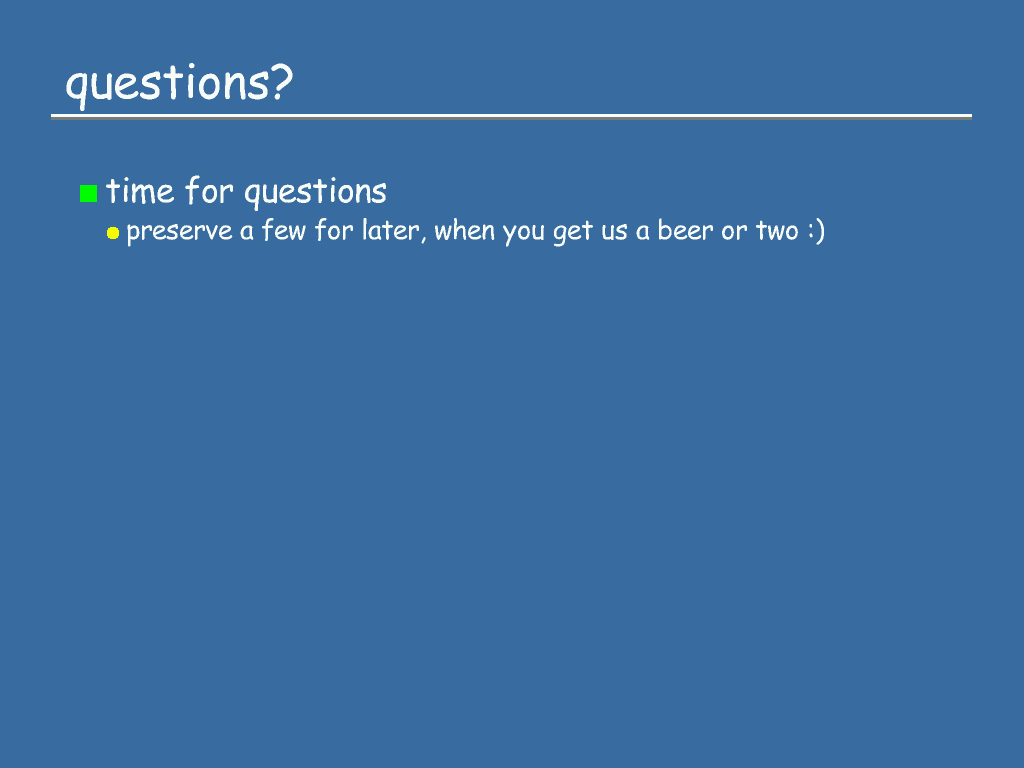 questions?
time for questions
preserve a few for later, when you get us a beer or two :)